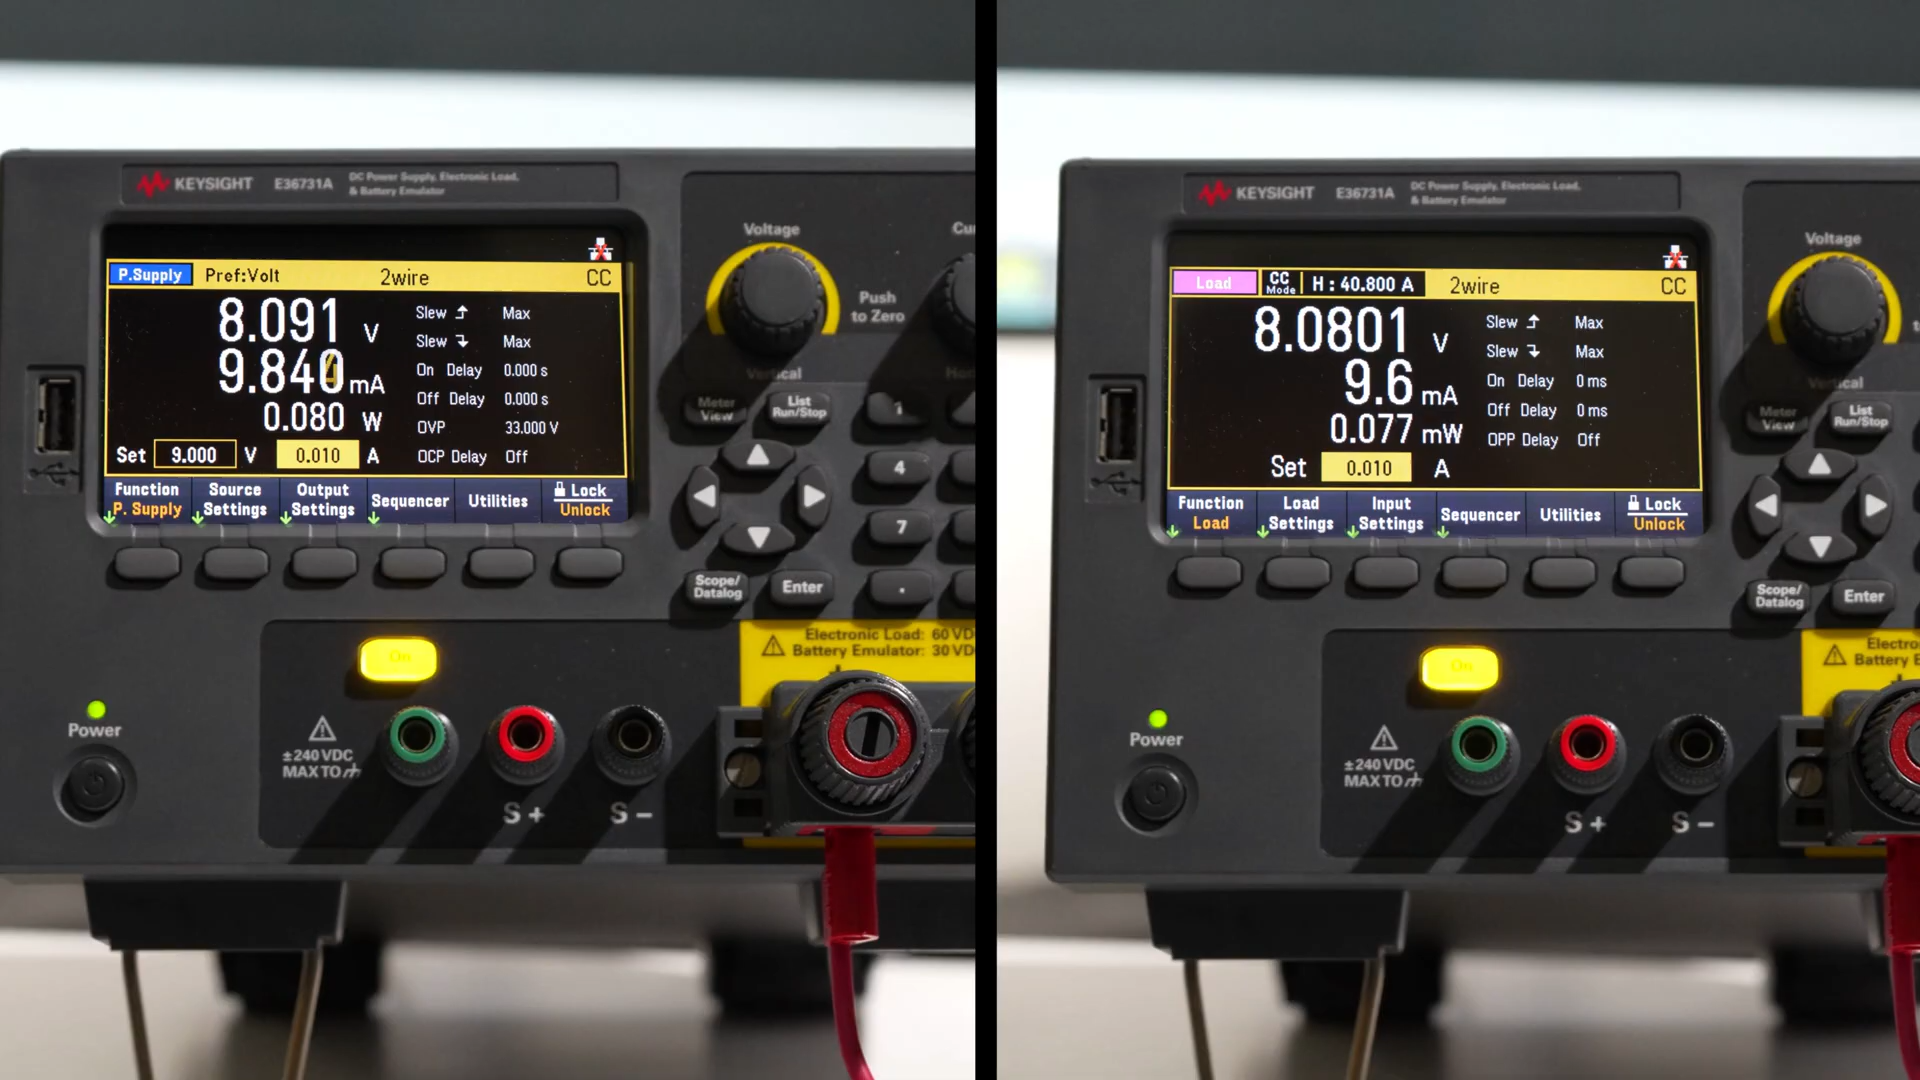 KEYSIGHT E36731A DC Power Supply, Electronic Load,
& Battery Emulator
P.Supply Pref:Volt 2wire CC
8.091 V
9.840 mA
0.080 W
Slew Max
Slew Max
On Delay 0.000 s
Off Delay 0.000 s
OVP 33.000 V
OCP Delay Off
Set 9.000 V 0.010 A
Function
P. Supply
Source
Settings
Output
Settings
Sequencer
Utilities
Lock
Unlock
Voltage
Push
to Zero
Vertical
Meter
View
List
Run/Stop
1
4
7
.
Scope/
Datalog
Enter
On
Electronic Load: 60
Battery Emulator: 30
Power
±240 VDC
MAX TO
S +
S −
KEYSIGHT E36731A DC Power Supply, Electronic Load,
& Battery Emulator
Load CC Mode H : 40.800 A 2wire CC
8.0801 V
9.6 mA
0.077 mW
Slew Max
Slew Max
On Delay 0 ms
Off Delay 0 ms
OPP Delay Off
Set 0.010 A
Function
Load
Load
Settings
Input
Settings
Sequencer
Utilities
Lock
Unlock
Voltage
Vertical
Meter
View
List
Run/Stop
Scope/
Datalog
Enter
On
Battery
Power
±240 VDC
MAX TO
S +
S −